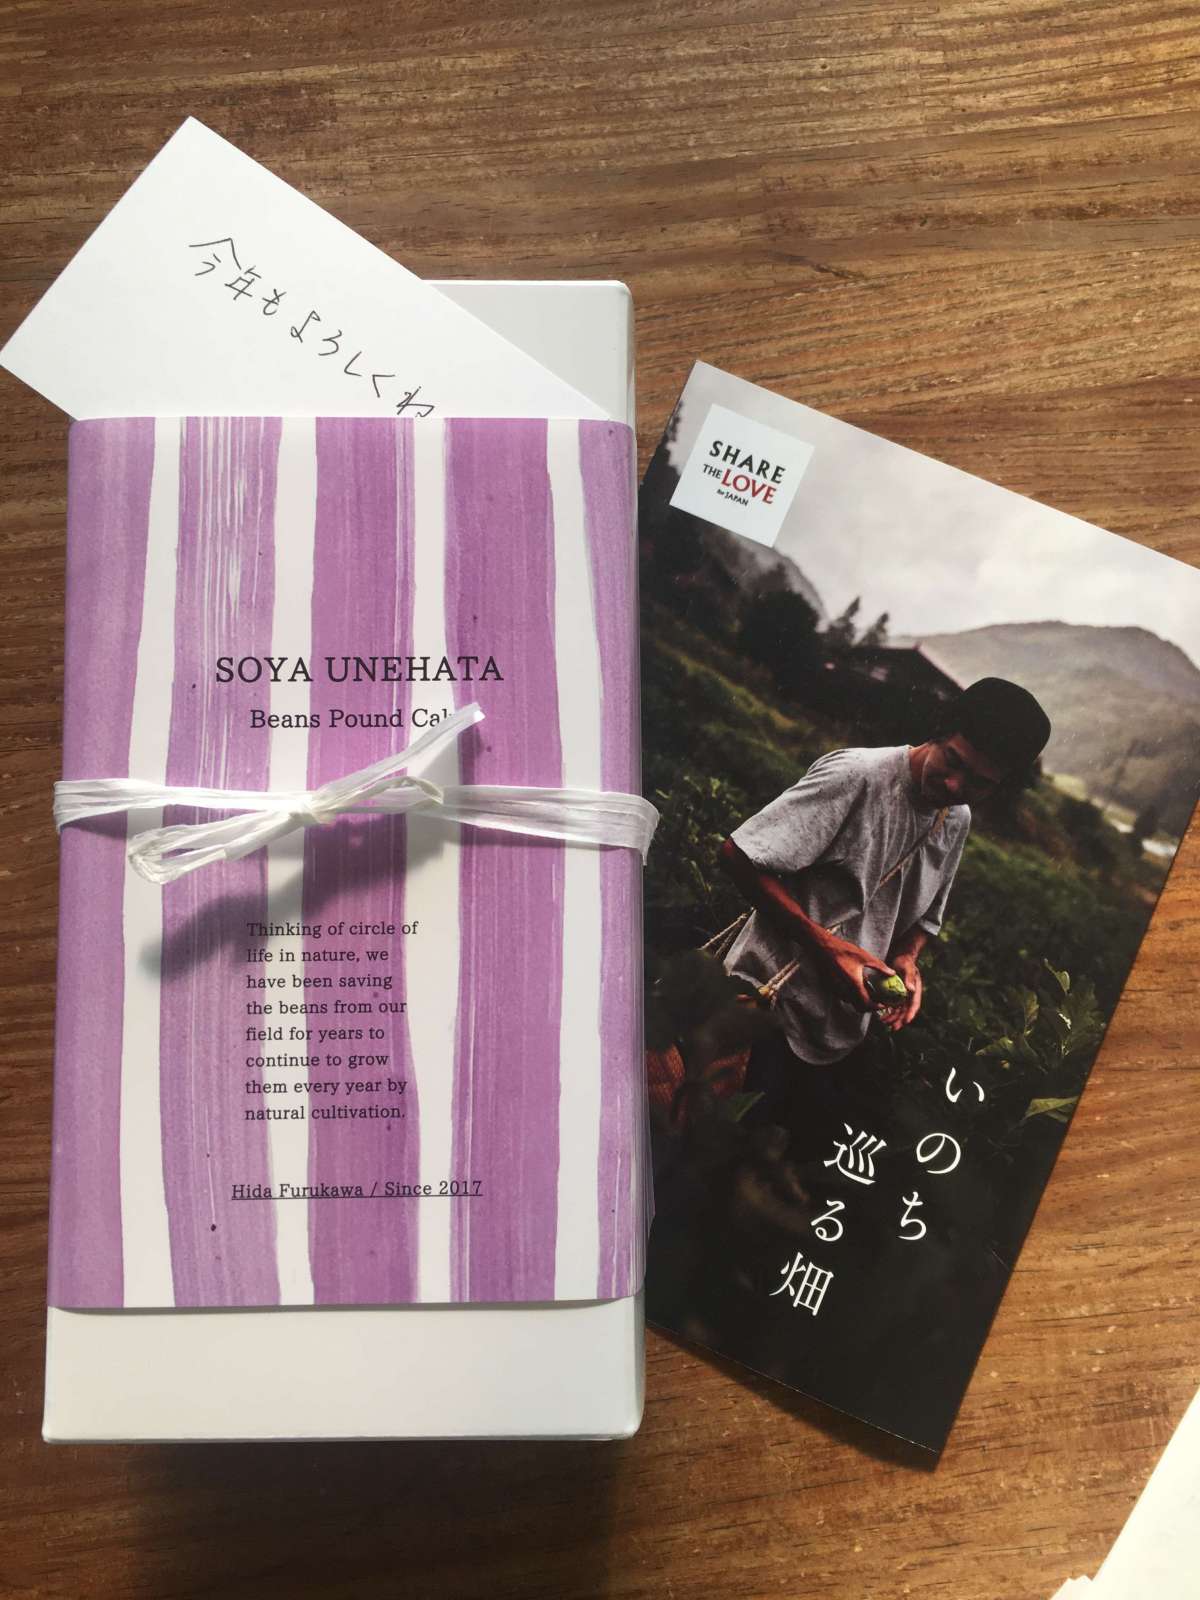 今年もよろしくね
SOYA UNEHATA
Beans Pound
Thinking of circle of
life in nature, we
have been saving
the beans from our
field for years to
continue to grow
them every year by
natural cultivation.
Hida Furukawa / Since 2017
SHARE
THE LOVE
for JAPAN
いのち
巡る畑